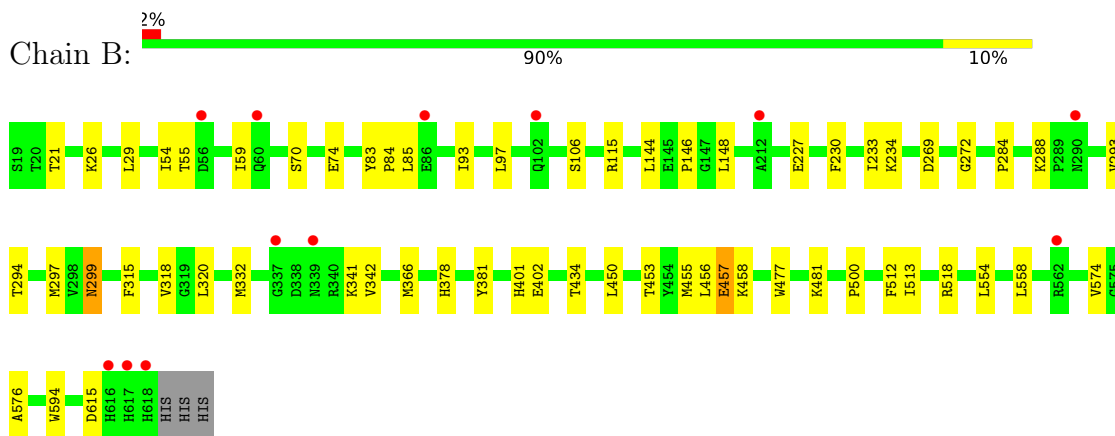 2%
Chain B:
90% 10%
S19 T20 T21 K26 L29 I54 T55 D56 I59 Q60 S70 E74 Y83 P84 L85 E86 I93 L97 Q102 S106 R115 L144 E145 P146 G147 L148 A212 E227 F230 I233 K234 D269 G272 P284 K288 P289 N290
T294 M297 V298 N299 F315 V318 G319 L320 M332 G337 D338 N339 R340 K341 V342 M366 H378 Y381 H401 E402 T434 L450 T453 Y454 M455 L456 E457 K458 W477 K481 P500 F512 I513 R518 L554 L558 R562 V574
A576 W594 D615 H616 H617 H618 HIS HIS HIS